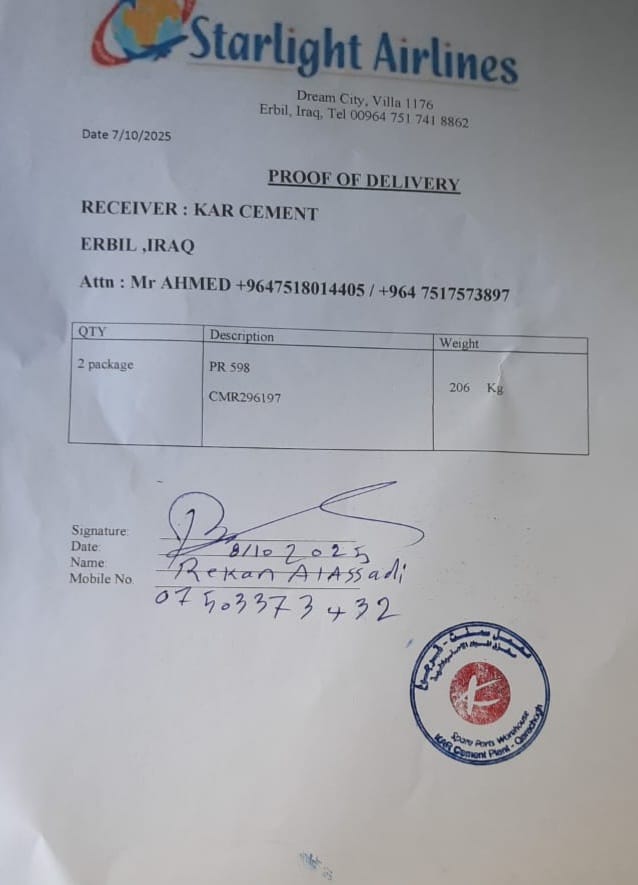 Starlight Airlines
Dream City, Villa 1176
Erbil, Iraq, Tel 00964 751 741 8862
Date 7/10/2025
PROOF OF DELIVERY
RECEIVER : KAR CEMENT
ERBIL ,IRAQ
Attn : Mr AHMED +9647518014405 / +964 7517573897
QTY Description Weight
2 package PR 598 206 Kg
CMR296197
Signature:
Date: 8/10 2025
Name: Rekan AlAssadi
Mobile No. 07503373432
Spare Parts Warehouse
KAR Cement Plant - Qarachogh